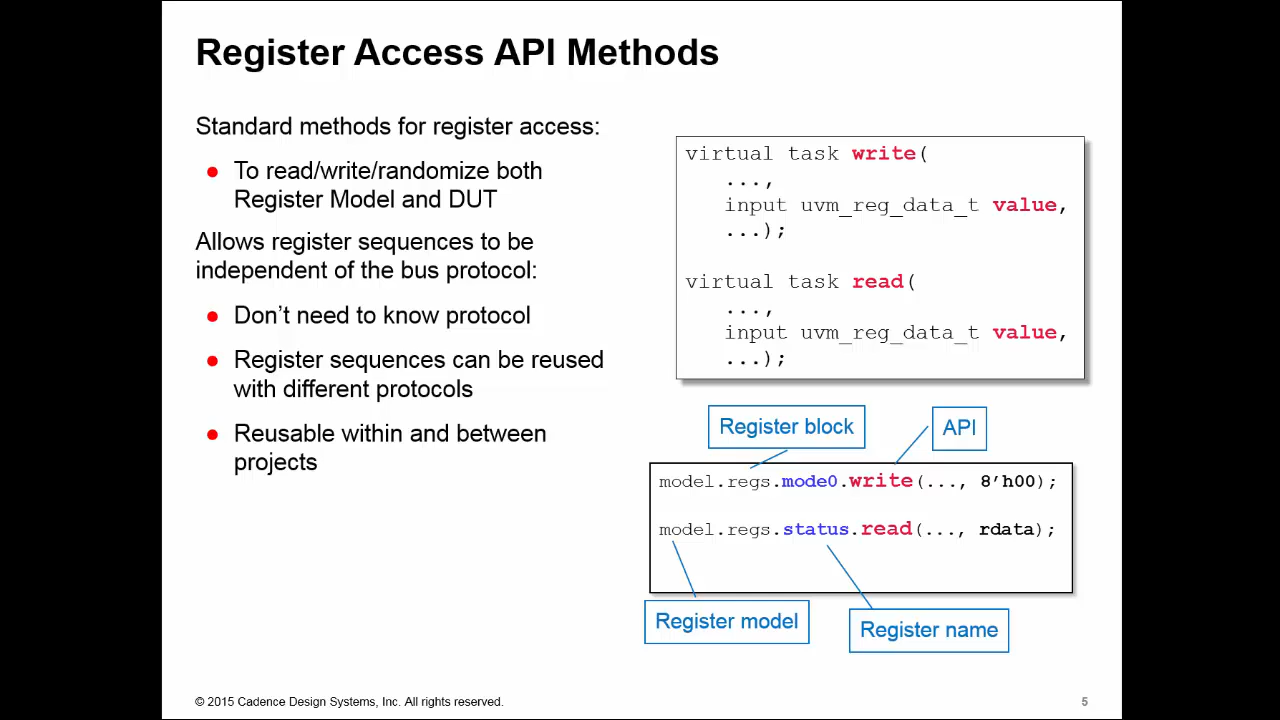 Register Access API Methods
Standard methods for register access:
● To read/write/randomize both
Register Model and DUT
Allows register sequences to be
independent of the bus protocol:
● Don’t need to know protocol
● Register sequences can be reused
with different protocols
● Reusable within and between
projects
virtual task write(
...,
input uvm_reg_data_t value,
...);
virtual task read(
...,
input uvm_reg_data_t value,
...);
Register block
API
model.regs.mode0.write(..., 8’h00);
model.regs.status.read(..., rdata);
Register model
Register name
© 2015 Cadence Design Systems, Inc. All rights reserved.
5